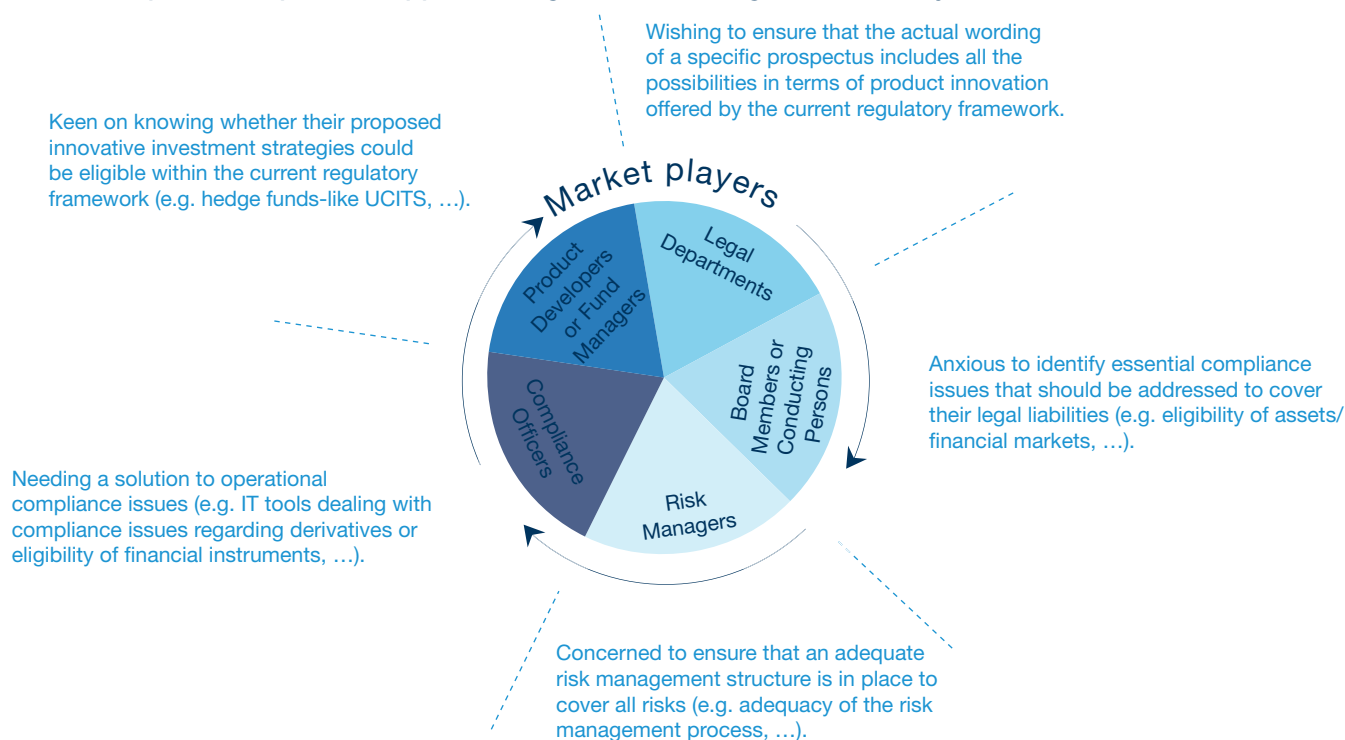 Wishing to ensure that the actual wording
of a specific prospectus includes all the
possibilities in terms of product innovation
offered by the current regulatory framework.
Keen on knowing whether their proposed
innovative investment strategies could
be eligible within the current regulatory
framework (e.g. hedge funds-like UCITS, …).
Market players
Legal
Departments
Product
Developers
or Fund
Managers
Board
Members or
Conducting
Persons
Anxious to identify essential compliance
issues that should be addressed to cover
their legal liabilities (e.g. eligibility of assets/
financial markets, …).
Compliance
Officers
Risk
Managers
Needing a solution to operational
compliance issues (e.g. IT tools dealing with
compliance issues regarding derivatives or
eligibility of financial instruments, …).
Concerned to ensure that an adequate
risk management structure is in place to
cover all risks (e.g. adequacy of the risk
management process, …).